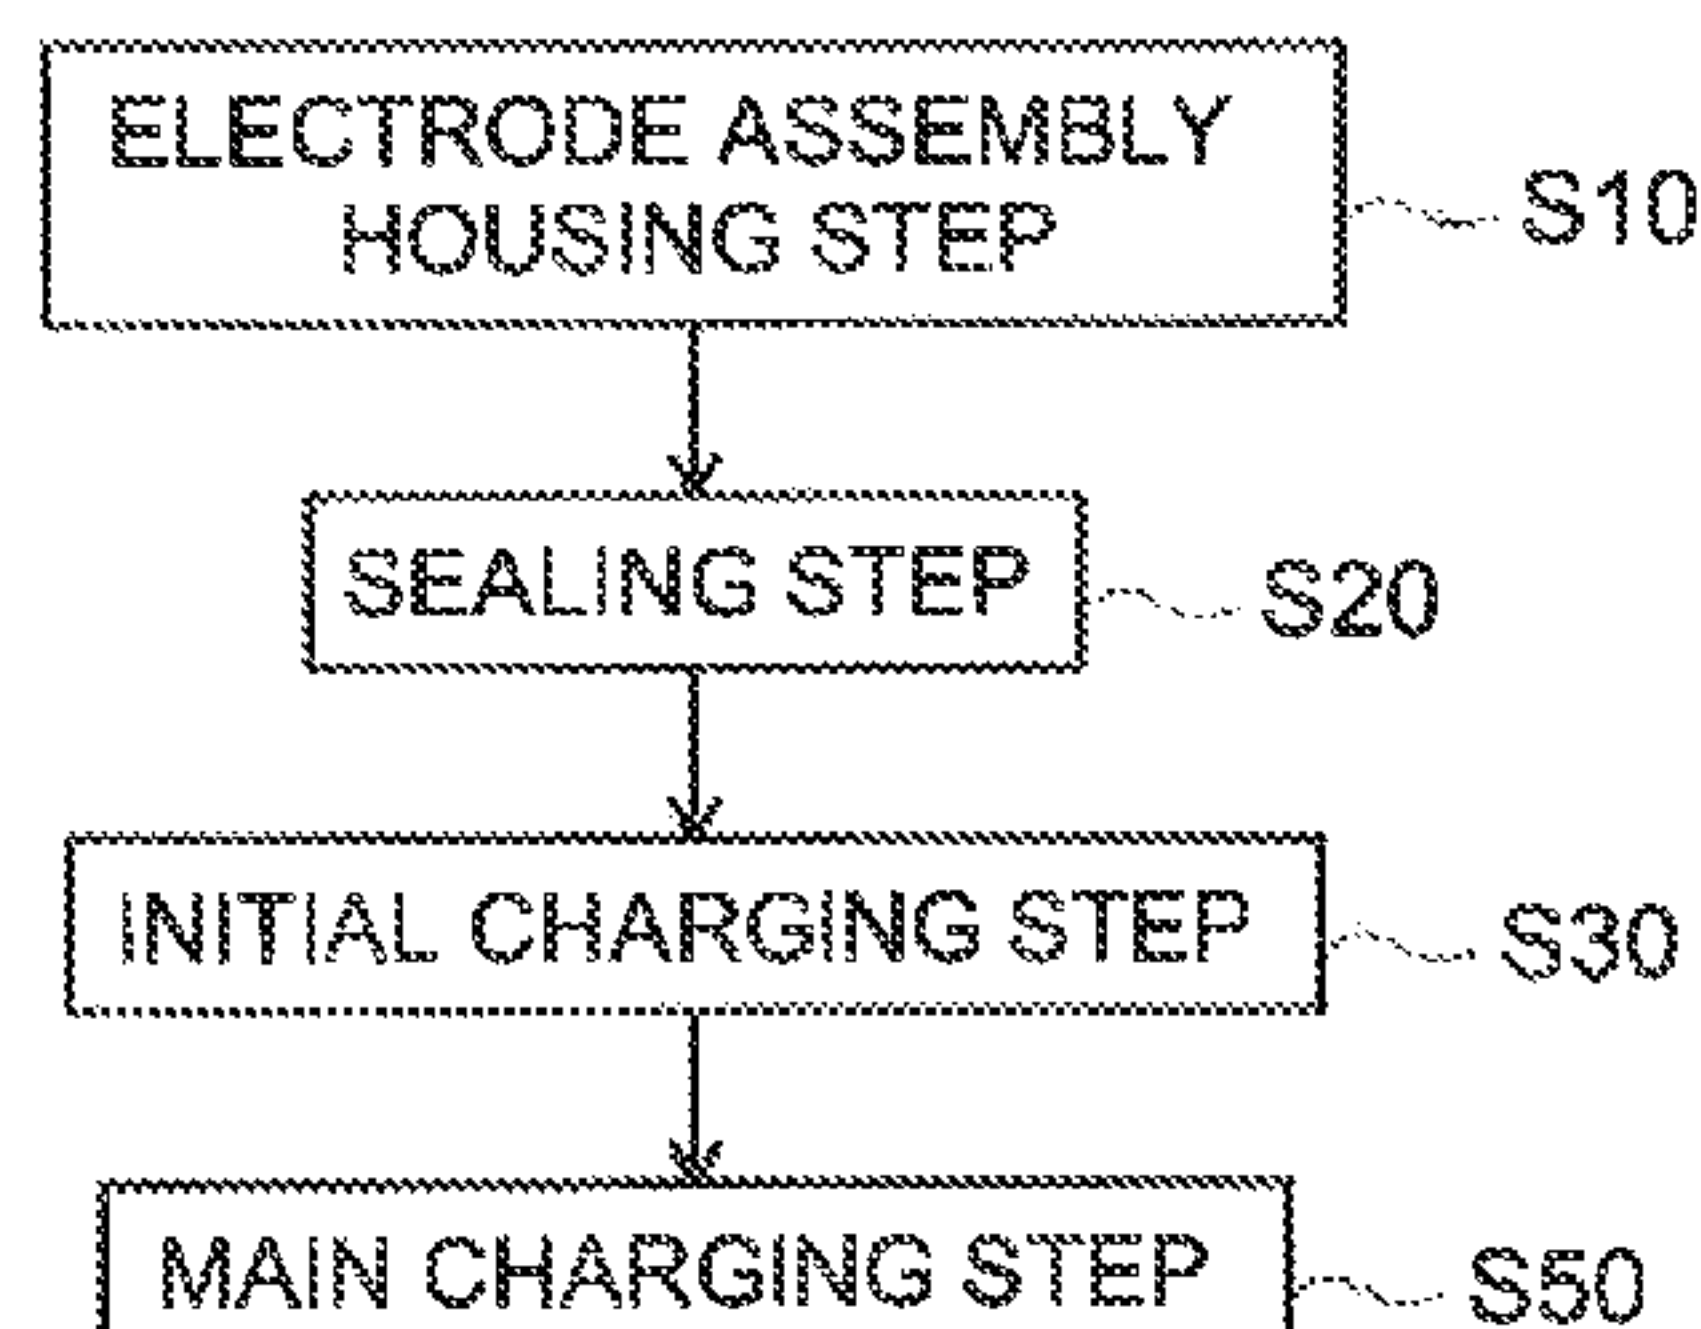 ELECTRODE ASSEMBLY
HOUSING STEP
S10
SEALING STEP
S20
INITIAL CHARGING STEP
S30
MAIN CHARGING STEP
S50